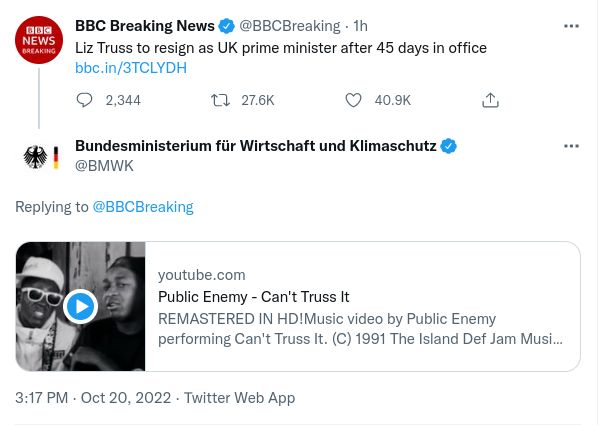 BBC
NEWS
BREAKING
BBC Breaking News @BBCBreaking · 1h
Liz Truss to resign as UK prime minister after 45 days in office
bbc.in/3TCLYDH
2,344 27.6K 40.9K
Bundesministerium für Wirtschaft und Klimaschutz
@BMWK
Replying to @BBCBreaking
youtube.com
Public Enemy - Can't Truss It
REMASTERED IN HD!Music video by Public Enemy
performing Can't Truss It. (C) 1991 The Island Def Jam Musi...
3:17 PM · Oct 20, 2022 · Twitter Web App